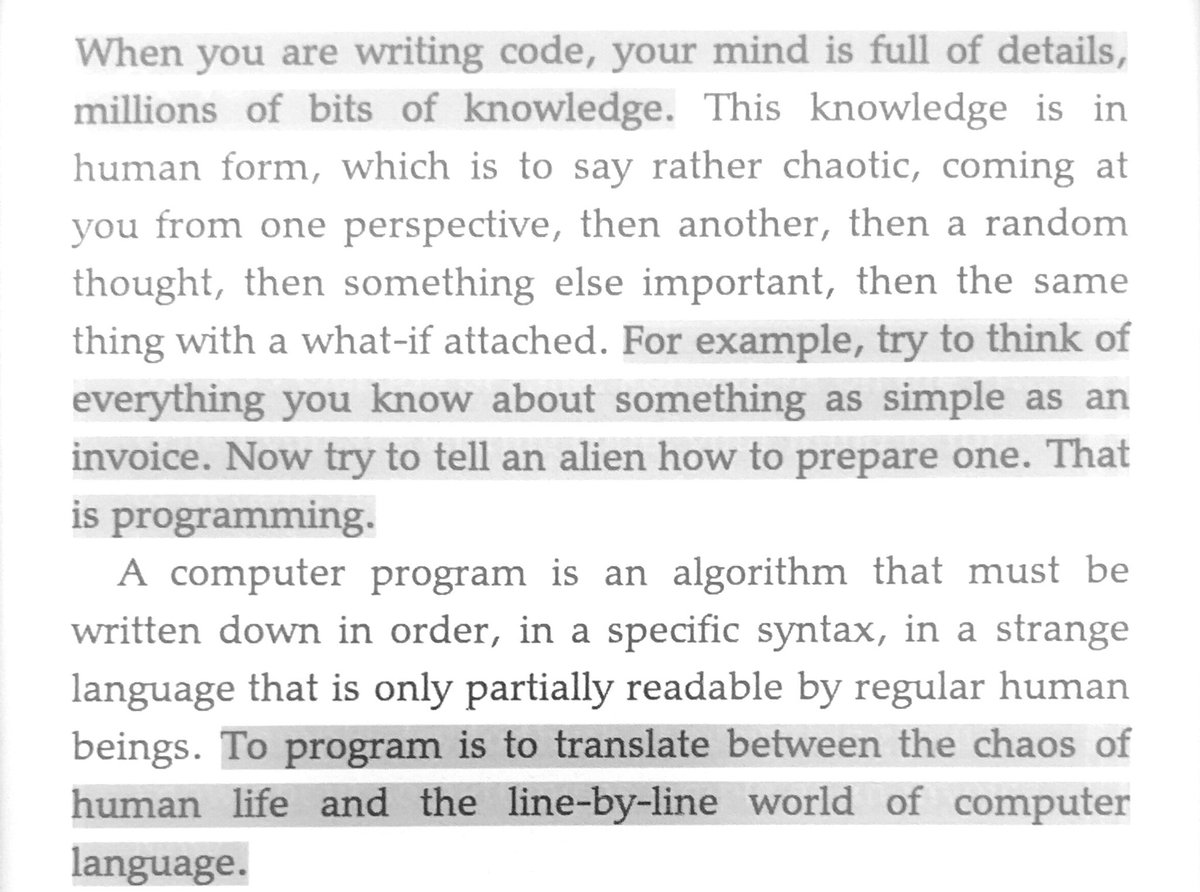 When you are writing code, your mind is full of details,
millions of bits of knowledge. This knowledge is in
human form, which is to say rather chaotic, coming at
you from one perspective, then another, then a random
thought, then something else important, then the same
thing with a what-if attached. For example, try to think of
everything you know about something as simple as an
invoice. Now try to tell an alien how to prepare one. That
is programming.
A computer program is an algorithm that must be
written down in order, in a specific syntax, in a strange
language that is only partially readable by regular human
beings. To program is to translate between the chaos of
human life and the line-by-line world of computer
language.